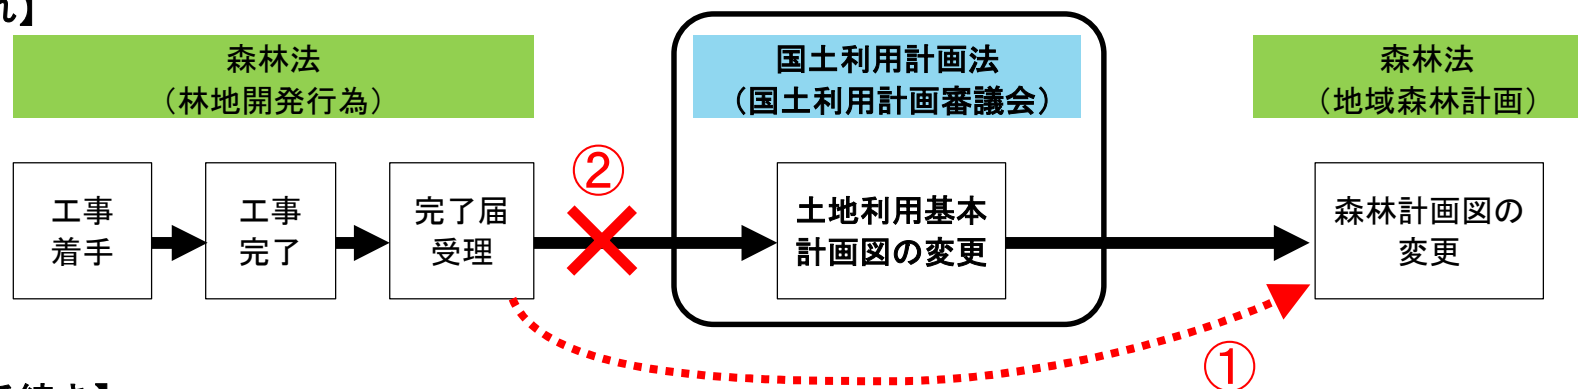 れ】
森林法
（林地開発行為）
国土利用計画法
（国土利用計画審議会）
森林法
（地域森林計画）
工事
着手
工事
完了
完了届
受理
②
土地利用基本
計画図の変更
森林計画図の
変更
①